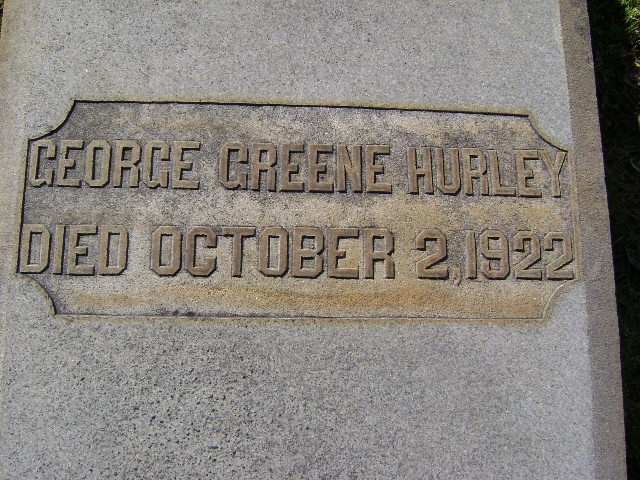 GEORGE GREENE HURLEY
DIED OCTOBER 2, 1922